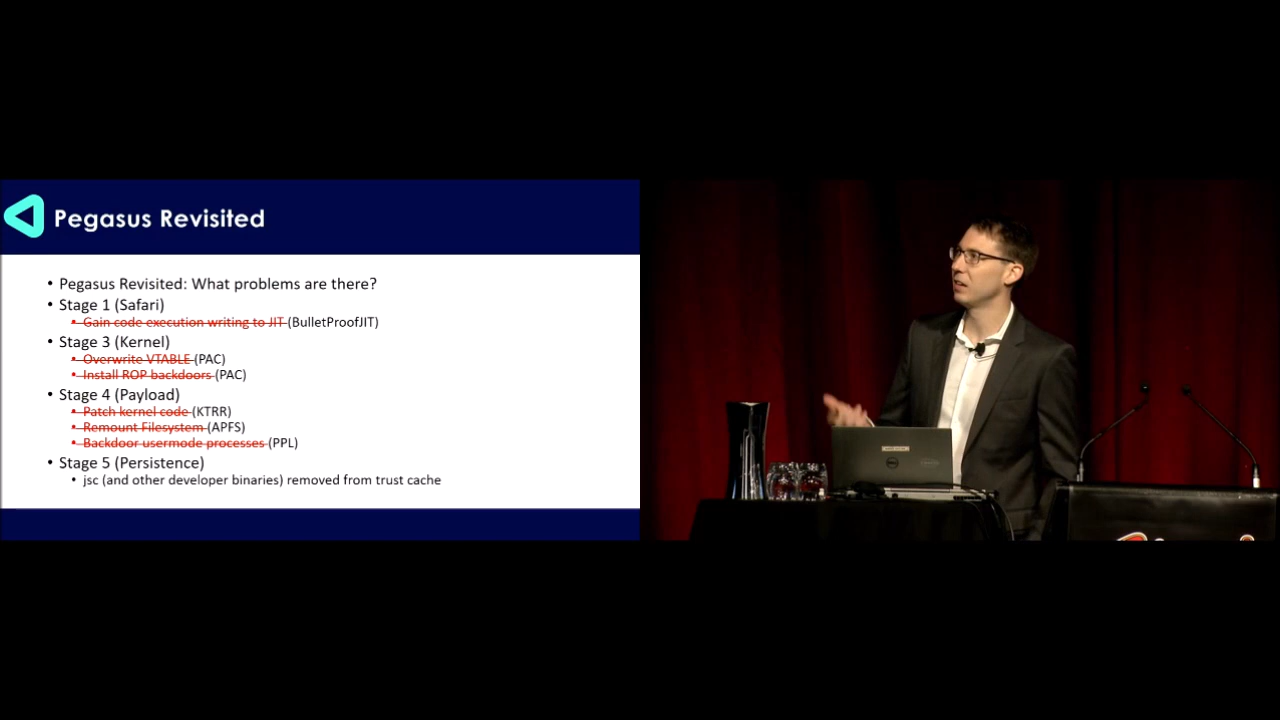 Pegasus Revisited
• Pegasus Revisited: What problems are there?
• Stage 1 (Safari)
• Gain code execution writing to JIT (BulletProofJIT)
• Stage 3 (Kernel)
• Overwrite VTABLE (PAC)
• Install ROP backdoors (PAC)
• Stage 4 (Payload)
• Patch kernel code (KTRR)
• Remount Filesystem (APFS)
• Backdoor usermode processes (PPL)
• Stage 5 (Persistence)
• jsc (and other developer binaries) removed from trust cache
DELL